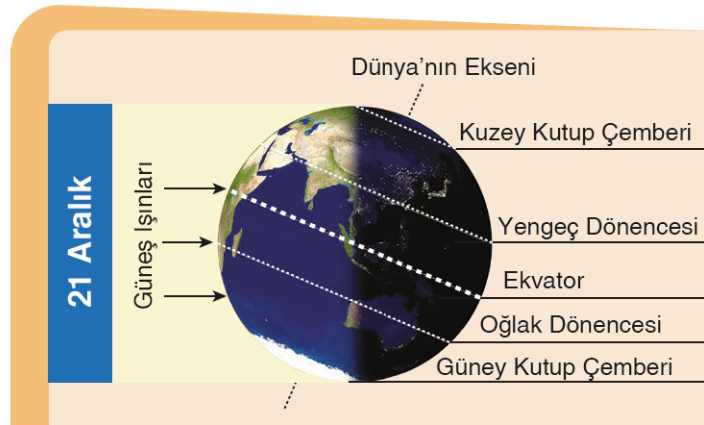 Dünya'nın Ekseni
Kuzey Kutup Çemberi
21 Aralık
Güneş Işınları
Yengeç Dönencesi
Ekvator
Oğlak Dönencesi
Güney Kutup Çemberi